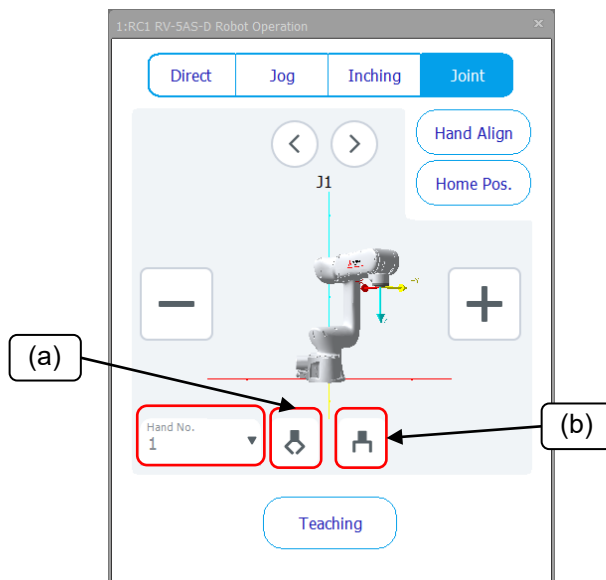 1:RC1 RV-5AS-D Robot Operation ×
Direct Jog Inching Joint
Hand Align
Home Pos.
J1
(a)
Hand No.
1
(b)
Teaching